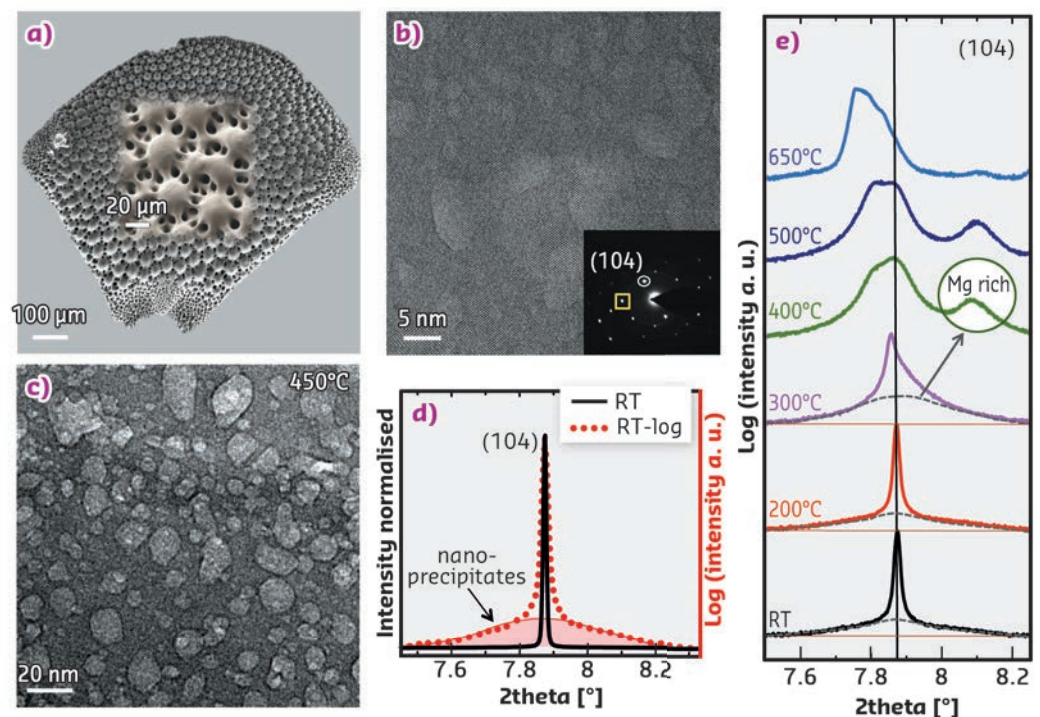 a)
20 µm
100 µm
b)
(104)
5 nm
c)
450°C
20 nm
d)
RT
RT-log
(104)
nano-
precipitates
Intensity normalised
Log (intensity a. u.)
7.6
7.8
8
8.2
2theta [°]
e)
(104)
650°C
500°C
Mg rich
400°C
300°C
200°C
RT
Log (intensity a. u.)
7.6
7.8
8
8.2
2theta [°]